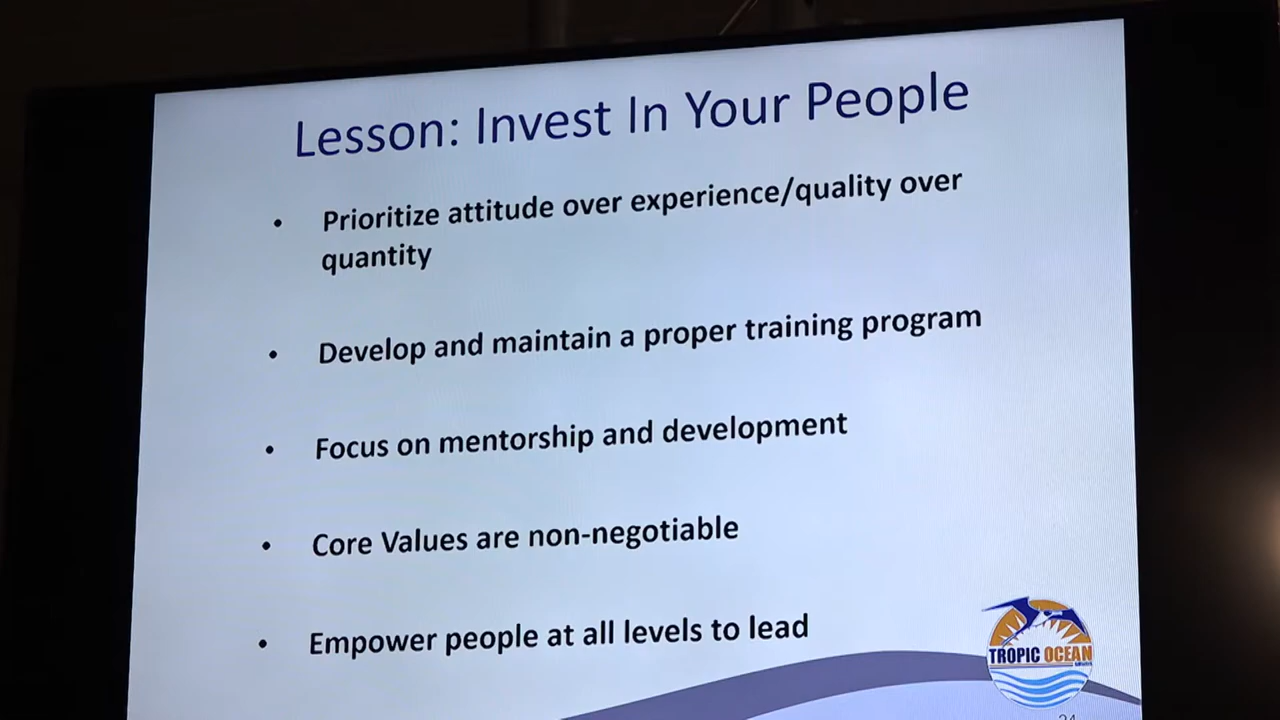 Lesson: Invest In Your People
• Prioritize attitude over experience/quality over
quantity
• Develop and maintain a proper training program
• Focus on mentorship and development
• Core Values are non-negotiable
• Empower people at all levels to lead
TROPIC OCEAN